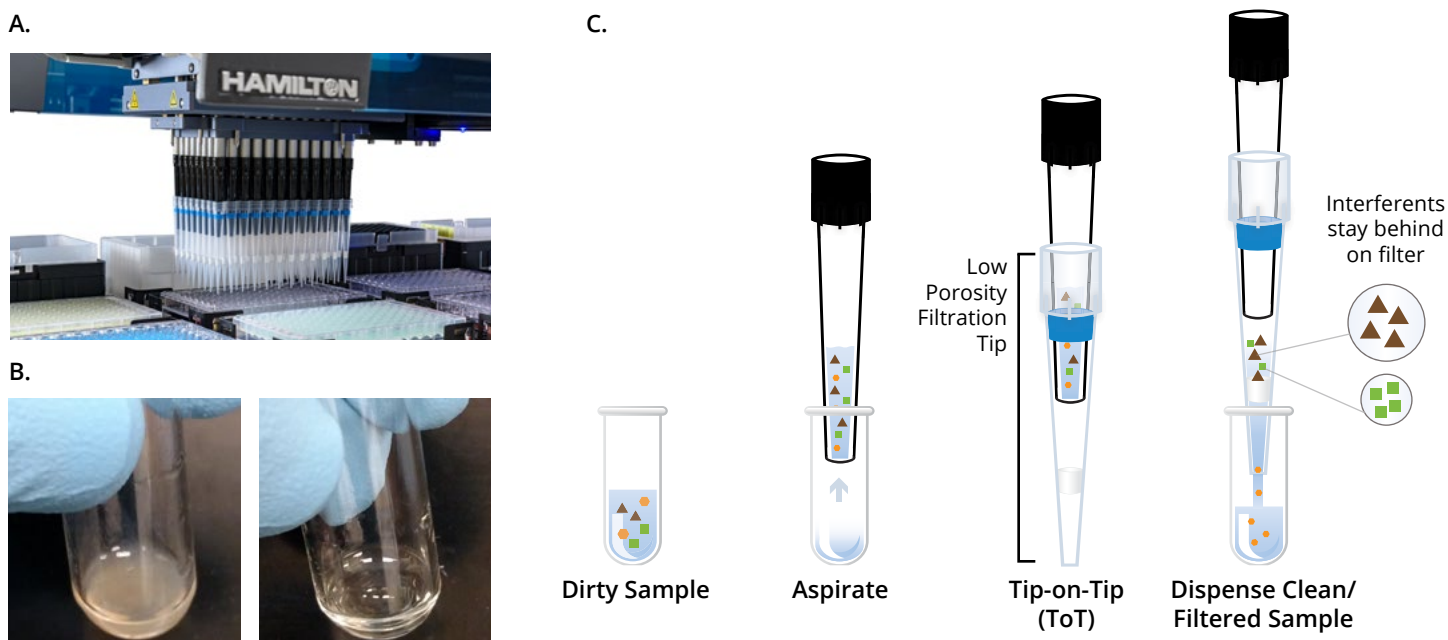 A.
HAMILTON
B.
C.
Low
Porosity
Filtration
Tip
Interferents
stay behind
on filter
Dirty Sample
Aspirate
Tip-on-Tip
(ToT)
Dispense Clean/
Filtered Sample